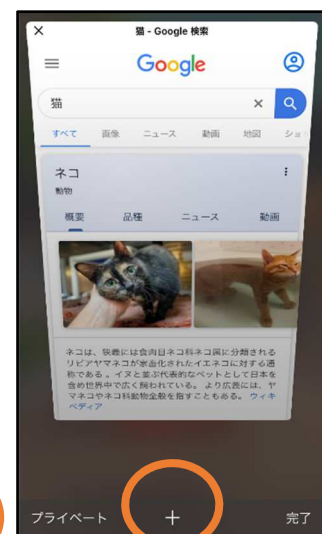 × 猫 - Google 検索
Google
猫 ×
すべて 画像 ニュース 動画 地図 ショ
ネコ
動物
概要 品種 ニュース 動画
ネコは、狭義には食肉目ネコ科ネコ属に分類される
リビアヤマネコが家畜化されたイエネコに対する通
称である。イヌと並ぶ代表的なペットとして日本を
含め世界中で広く飼われている。より広義には、ヤ
マネコやネコ科動物全般を指すこともある。 ウィキ
ペディア
プライベート + 完了